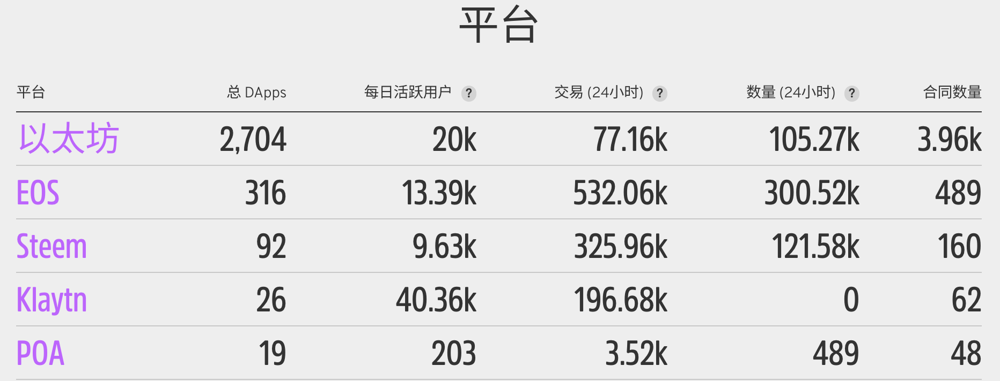 平台
平台 总 DApps 每日活跃用户 ? 交易 (24小时) ? 数量 (24小时) ? 合同数量
以太坊 2,704 20k 77.16k 105.27k 3.96k
EOS 316 13.39k 532.06k 300.52k 489
Steem 92 9.63k 325.96k 121.58k 160
Klaytn 26 40.36k 196.68k 0 62
POA 19 203 3.52k 489 48